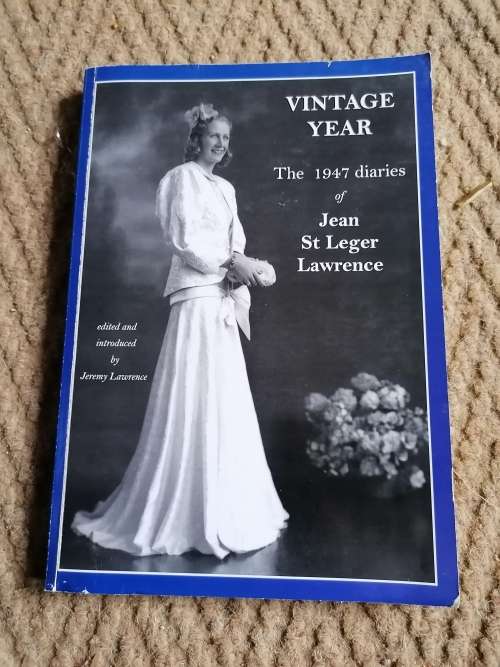 VINTAGE
YEAR
The 1947 diaries
of
Jean
St Leger
Lawrence
edited and
introduced
by
Jeremy Lawrence